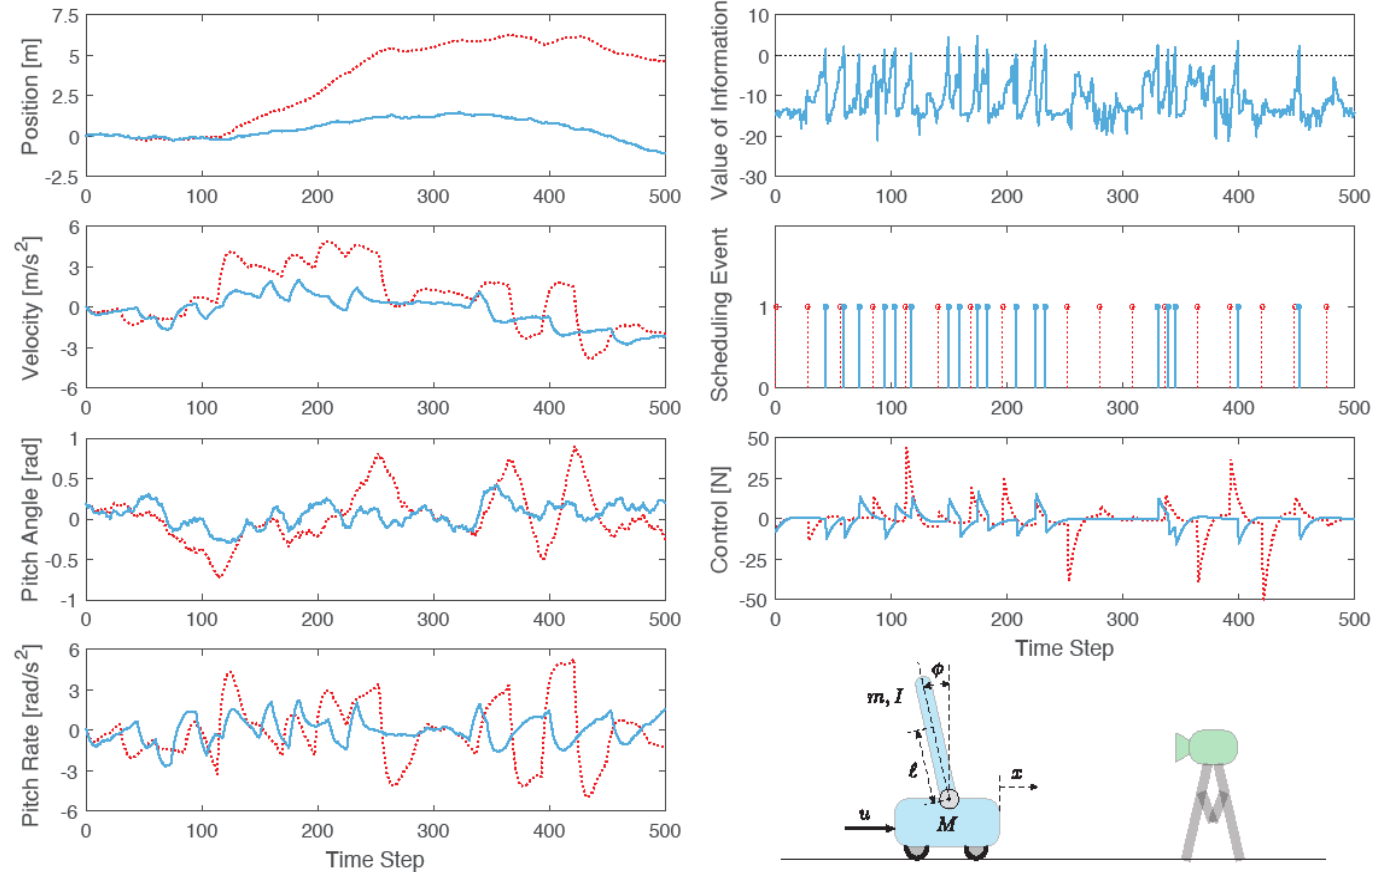 Position [m]
7.5
5
2.5
0
-2.5
0 100 200 300 400 500
Value of Information
10
0
-10
-20
-30
0 100 200 300 400 500
Velocity [m/s²]
6
3
0
-3
-6
0 100 200 300 400 500
Scheduling Event
1
0
0 100 200 300 400 500
Pitch Angle [rad]
1
0.5
0
-0.5
-1
0 100 200 300 400 500
Control [N]
50
25
0
-25
-50
0 100 200 300 400 500
Time Step
Pitch Rate [rad/s²]
6
3
0
-3
-6
0 100 200 300 400 500
Time Step
ϕ
m, I
ℓ
x
u
M